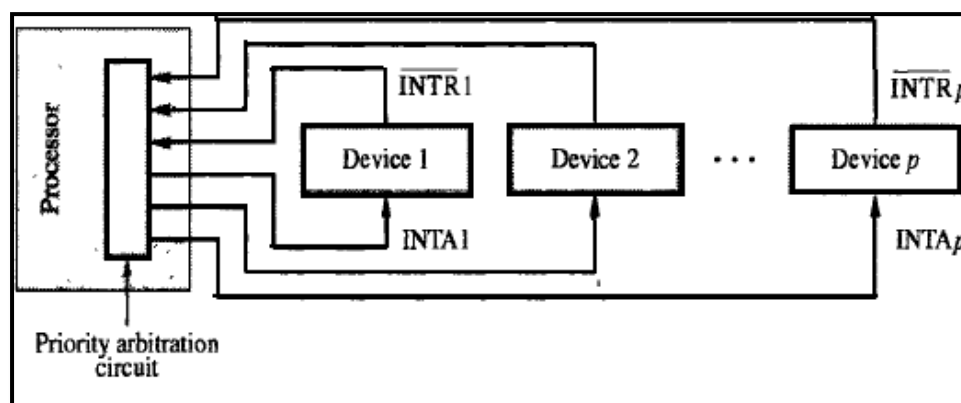 Processor
INTR1
INTRp
Device 1
Device 2
...
Device p
INTA1
INTAp
Priority arbitration
circuit